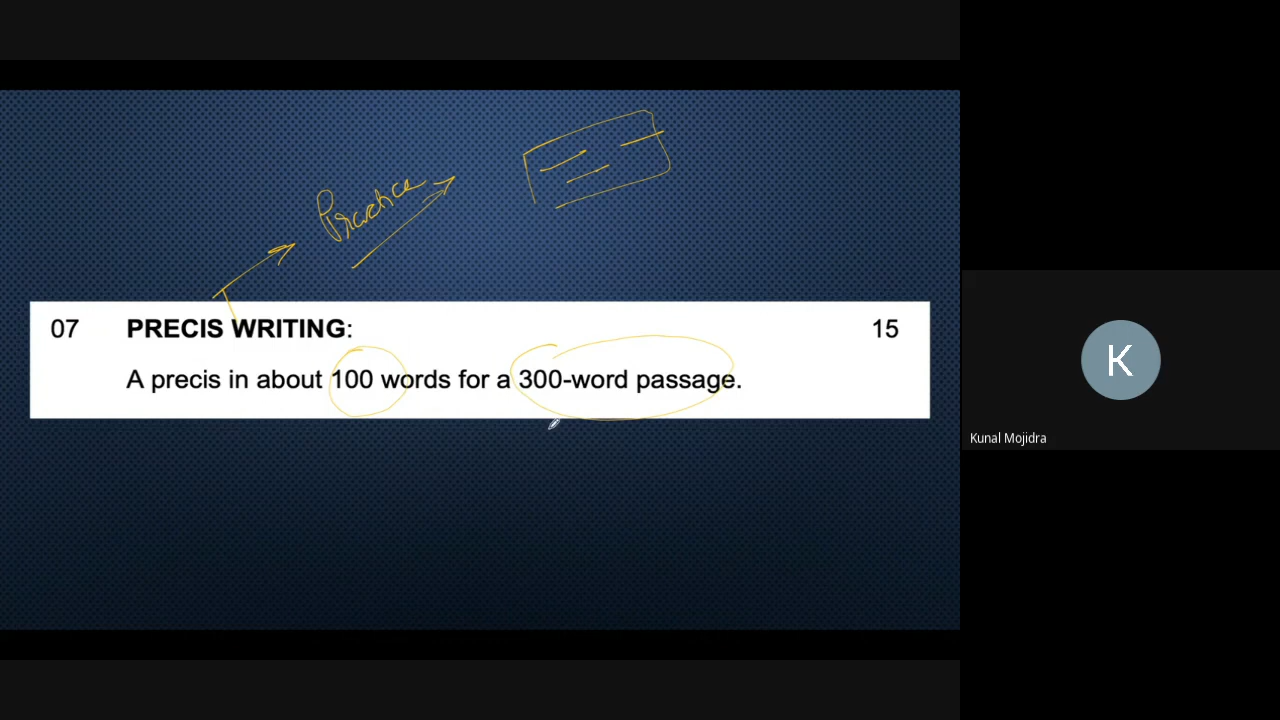 Practice
07 PRECIS WRITING: 15
A precis in about 100 words for a 300-word passage.
K
Kunal Mojidra